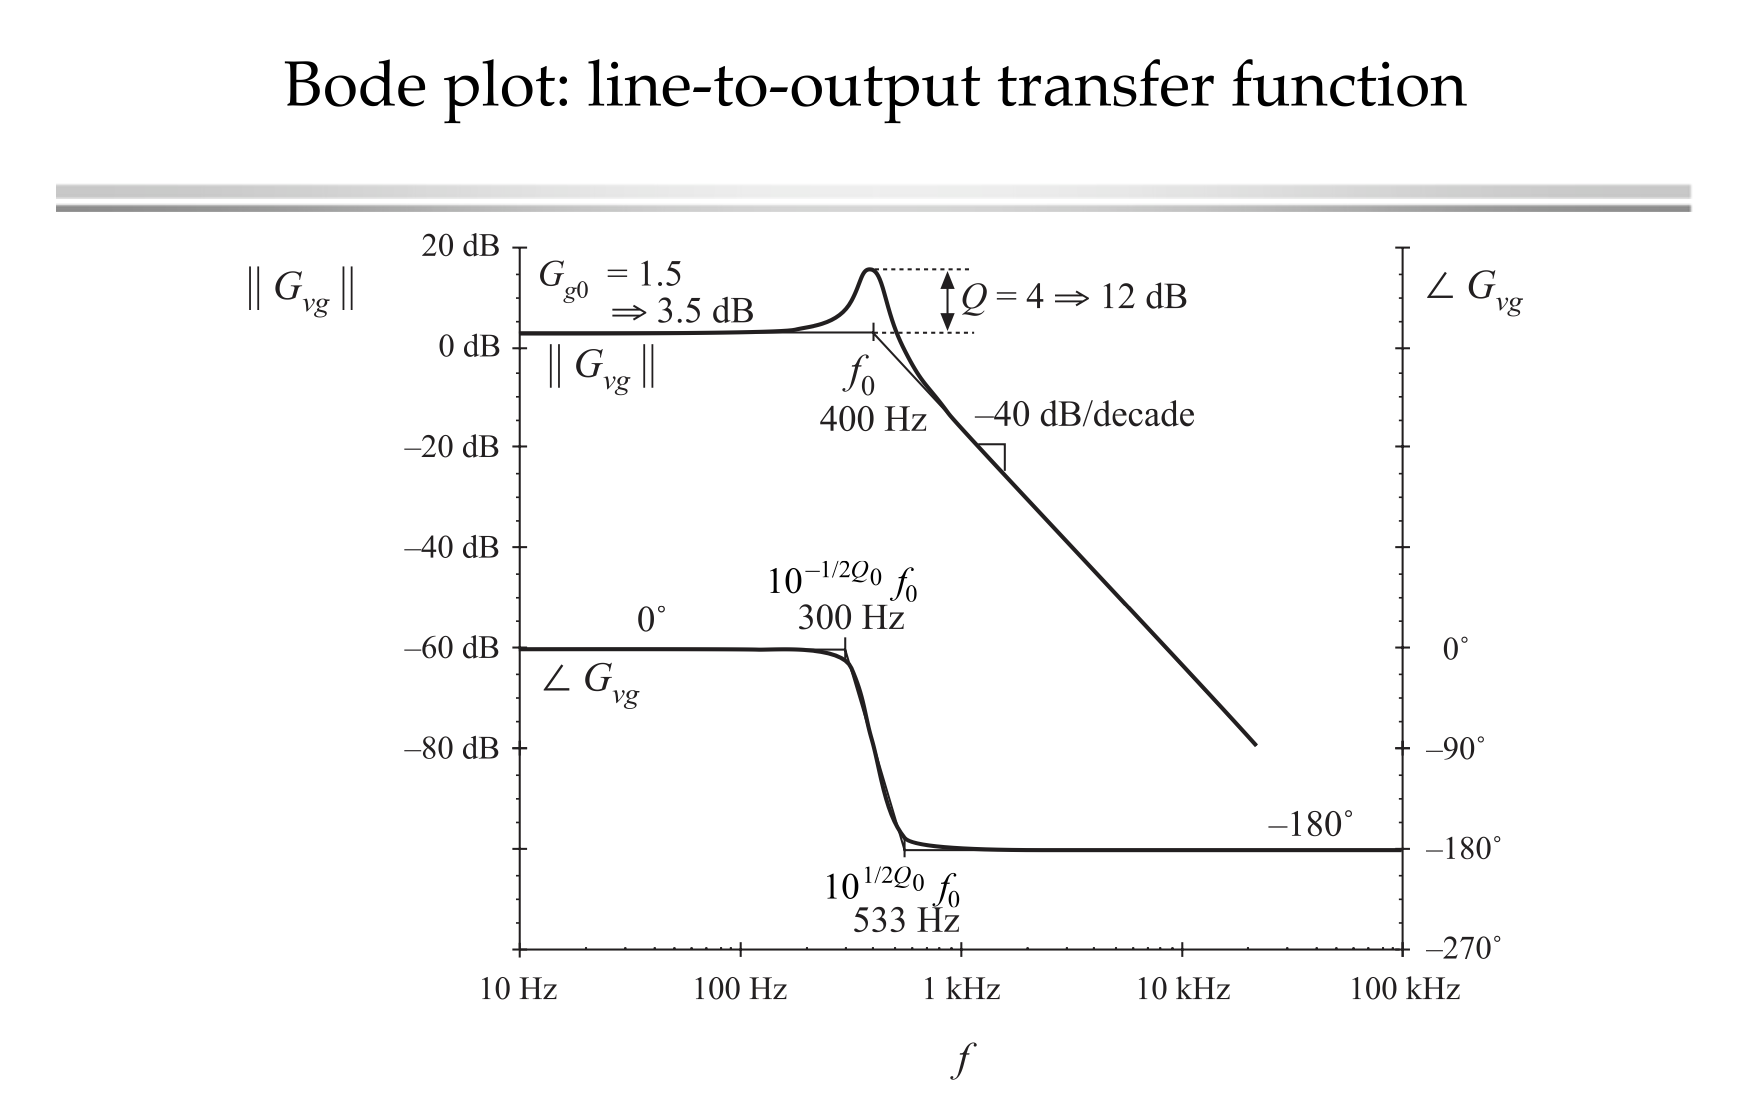 Bode plot: line-to-output transfer function
|| G_vg ||
20 dB
0 dB
–20 dB
–40 dB
–60 dB
–80 dB
G_g0 = 1.5
⇒ 3.5 dB
|| G_vg ||
Q = 4 ⇒ 12 dB
f_0
400 Hz
–40 dB/decade
10^{–1/2Q_0} f_0
300 Hz
0°
∠ G_vg
10^{1/2Q_0} f_0
533 Hz
–180°
∠ G_vg
0°
–90°
–180°
–270°
10 Hz 100 Hz 1 kHz 10 kHz 100 kHz
f